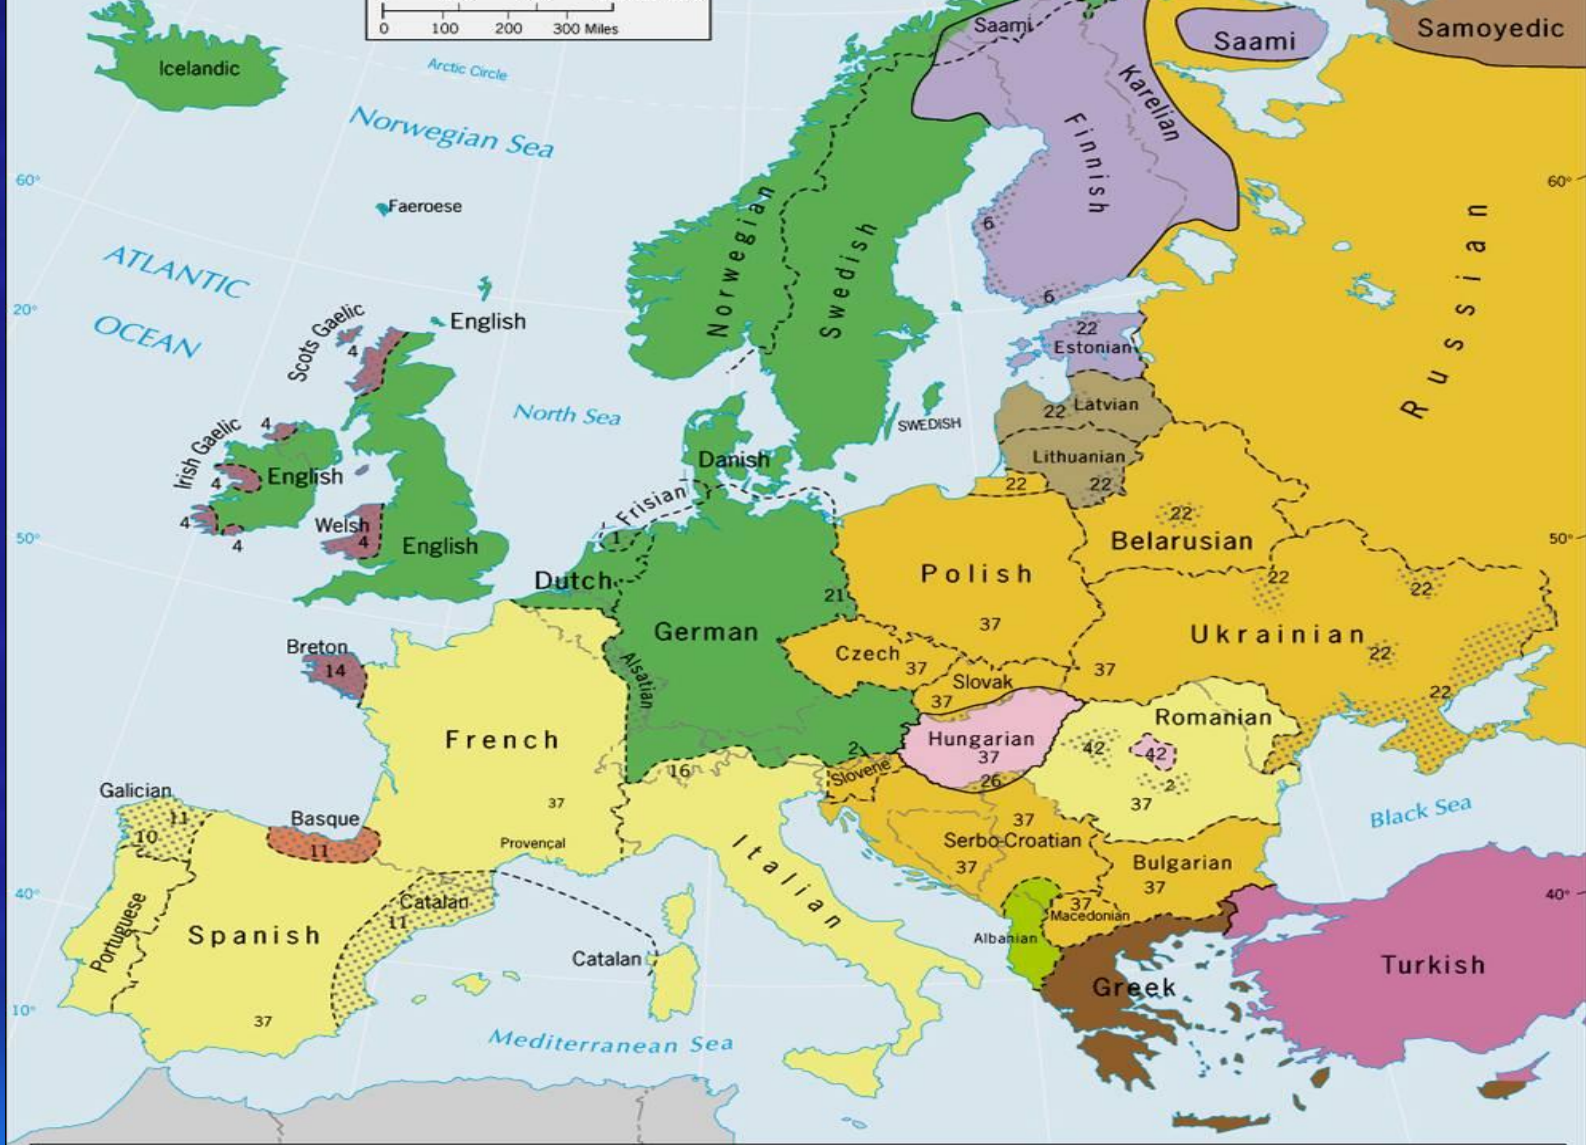 0 100 200 300 Miles
Saami
Saami
Samoyedic
Icelandic
Arctic Circle
Karelian
Norwegian Sea
Finnish
60°
60°
Faeroese
Norwegian
6
Russian
ATLANTIC
OCEAN
Swedish
20°
6
English
Scots Gaelic
4
22
Estonian
North Sea
22 Latvian
SWEDISH
4
Irish Gaelic
English
4
Danish
Lithuanian
22
22
Frisian
4
Welsh
4
1
22
50°
4
English
Belarusian
50°
Dutch
Polish
22
22
21
37
German
Ukrainian
Breton
14
Alsatian
Czech
37
22
37
Slovak
37
22
French
Hungarian
37
Romanian
42
42
2
16
Slovene
26
2
37
Galician
11
10
Basque
11
37
Provençal
Black Sea
37
Serbo-Croatian
37
Bulgarian
37
Italian
40°
40°
Catalan
11
Portuguese
Spanish
37
Macedonian
Albanian
Catalan
Turkish
Greek
10°
37
Mediterranean Sea